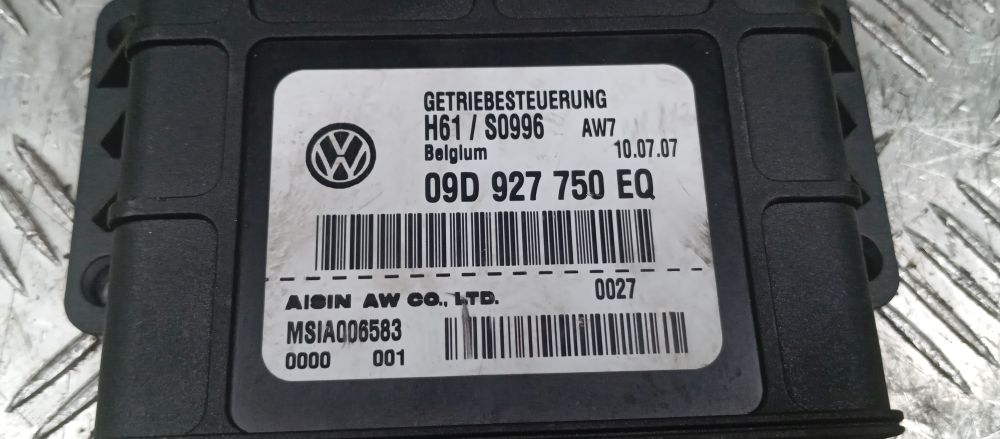 GETRIEBESTEUERUNG
H61 / S0996 AW7
Belgium 10.07.07
09D 927 750 EQ
AISIN AW CO., LTD. 0027
MSIA006583
0000 001